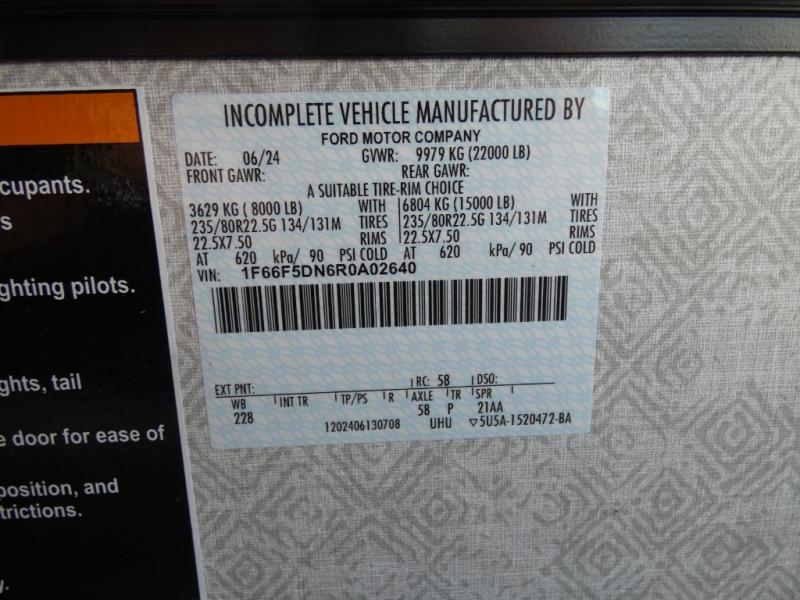 INCOMPLETE VEHICLE MANUFACTURED BY
FORD MOTOR COMPANY
DATE: 06/24 GVWR: 9979 KG (22000 LB)
FRONT GAWR: REAR GAWR:
A SUITABLE TIRE-RIM CHOICE
3629 KG ( 8000 LB) WITH 6804 KG (15000 LB) WITH
235/80R22.5G 134/131M TIRES 235/80R22.5G 134/131M TIRES
22.5X7.50 RIMS 22.5X7.50 RIMS
AT 620 kPa/ 90 PSI COLD AT 620 kPa/ 90 PSI COLD
VIN: 1F66F5DN6R0A02640
EXT PNT: RC: 58 DSO:
WB INT TR TP/PS R AXLE TR SPR
228 58 P 21AA
1202406130708 UHU ▽5U5A-1520472-BA
cupants.
s
ghting pilots.
ghts, tail
e door for ease of
position, and
trictions.
y.